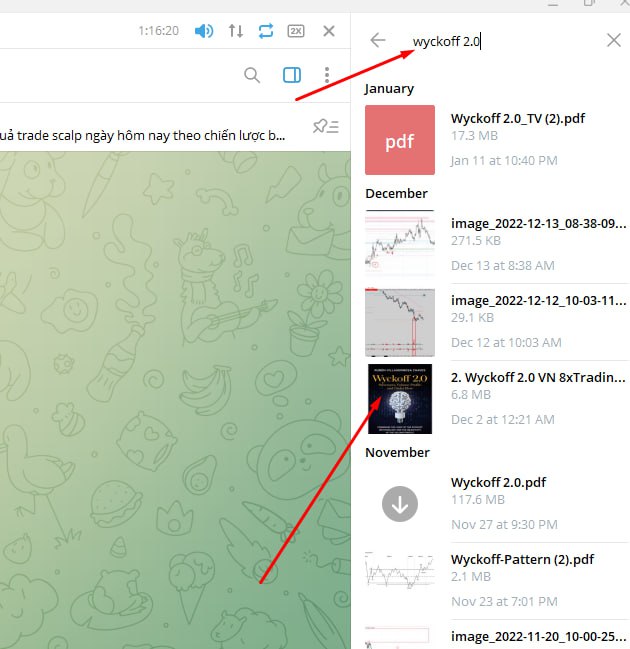 1:16:20
2X
wyckoff 2.0
uả trade scalp ngày hôm nay theo chiến lược b...
January
pdf
Wyckoff 2.0_TV (2).pdf
17.3 MB
Jan 11 at 10:40 PM
December
image_2022-12-13_08-38-09...
271.5 KB
Dec 13 at 8:38 AM
image_2022-12-12_10-03-11...
29.1 KB
Dec 12 at 10:03 AM
Wyckoff 2.0
2. Wyckoff 2.0 VN 8xTradin...
6.8 MB
Dec 2 at 12:21 AM
November
Wyckoff 2.0.pdf
117.6 MB
Nov 27 at 9:30 PM
Wyckoff-Pattern (2).pdf
2.1 MB
Nov 23 at 7:01 PM
image_2022-11-20_10-00-25...